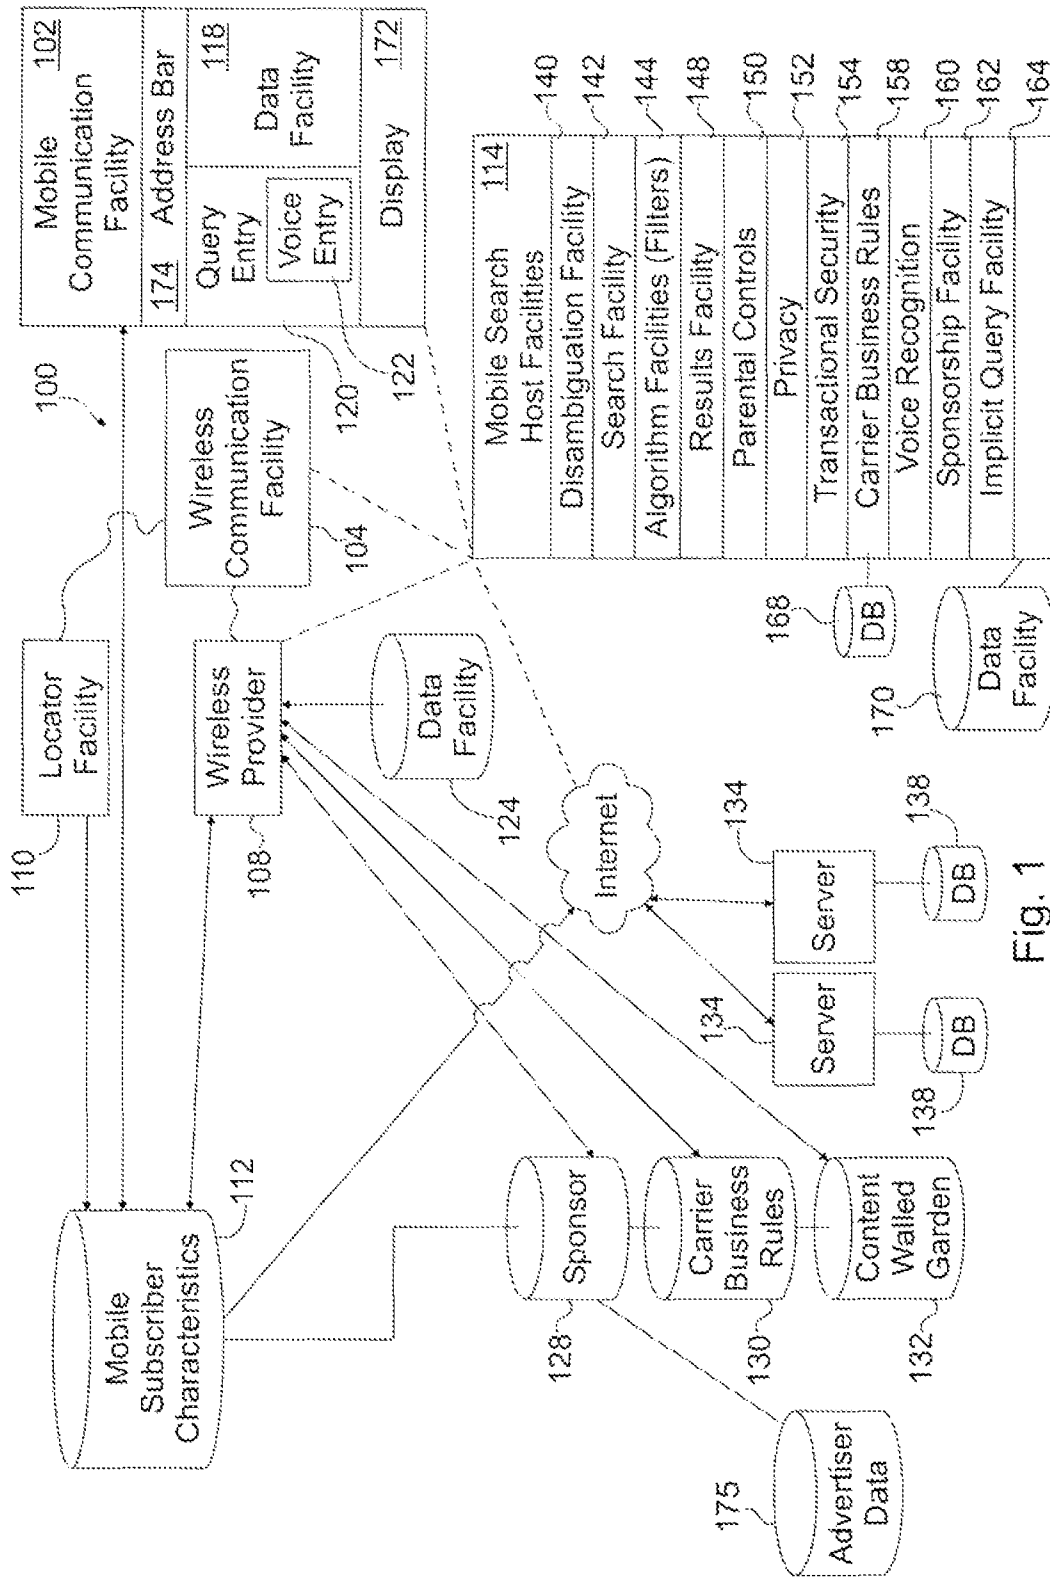 100
110
Locator
Facility
Mobile
Subscriber
Characteristics
112
108
Wireless
Provider
Wireless
Communication
Facility
104
Mobile
Communication
Facility
102
174 Address Bar
Query
Entry
Voice
Entry
118
Data
Facility
Display 172
120
122
Data
Facility
124
Internet
Sponsor
128
Carrier
Business
Rules
130
Content
Walled
Garden
132
175
Advertiser
Data
134
Server
134
Server
DB
138
DB
138
Mobile Search
Host Facilities
114
Disambiguation Facility
Search Facility
Algorithm Facilities (Filters)
Results Facility
Parental Controls
Privacy
Transactional Security
Carrier Business Rules
Voice Recognition
Sponsorship Facility
Implicit Query Facility
140
142
144
148
150
152
154
158
160
162
164
168
DB
170
Data
Facility
Fig. 1